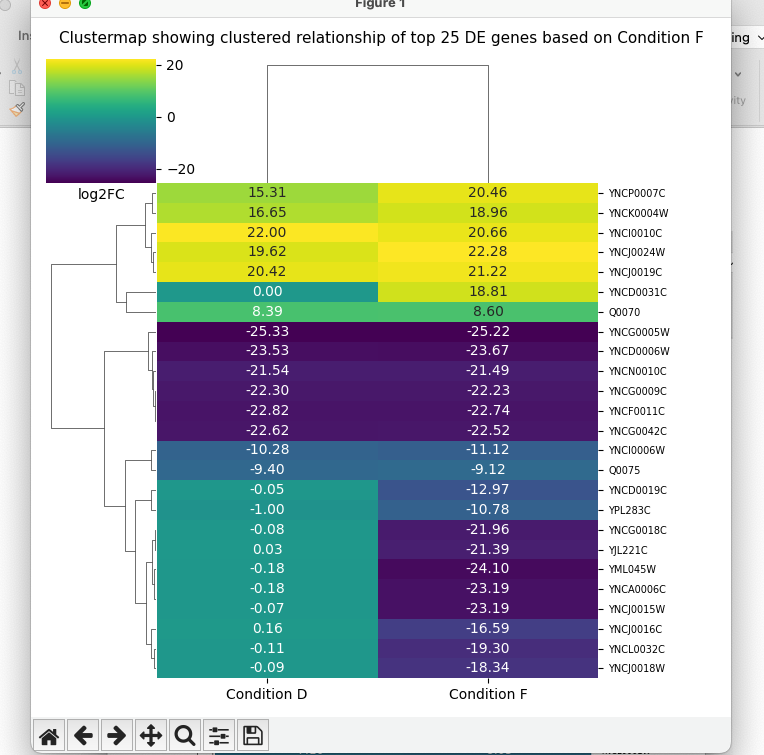 Figure 1
Ins
ing
ivity
Clustermap showing clustered relationship of top 25 DE genes based on Condition F
20
0
−20
log2FC
15.31 20.46 YNCP0007C
16.65 18.96 YNCK0004W
22.00 20.66 YNCI0010C
19.62 22.28 YNCJ0024W
20.42 21.22 YNCJ0019C
0.00 18.81 YNCD0031C
8.39 8.60 Q0070
-25.33 -25.22 YNCG0005W
-23.53 -23.67 YNCD0006W
-21.54 -21.49 YNCN0010C
-22.30 -22.23 YNCG0009C
-22.82 -22.74 YNCF0011C
-22.62 -22.52 YNCG0042C
-10.28 -11.12 YNCI0006W
-9.40 -9.12 Q0075
-0.05 -12.97 YNCD0019C
-1.00 -10.78 YPL283C
-0.08 -21.96 YNCG0018C
0.03 -21.39 YJL221C
-0.18 -24.10 YML045W
-0.18 -23.19 YNCA0006C
-0.07 -23.19 YNCJ0015W
0.16 -16.59 YNCJ0016C
-0.11 -19.30 YNCL0032C
-0.09 -18.34 YNCJ0018W
Condition D Condition F